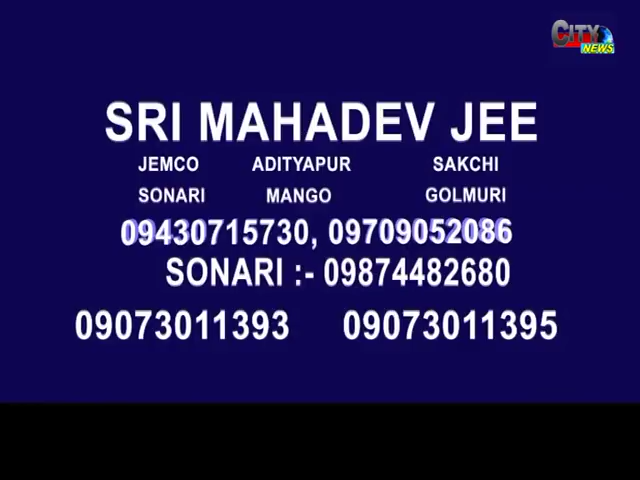 CITY
NEWS
SRI MAHADEV JEE
JEMCO ADITYAPUR SAKCHI
SONARI MANGO GOLMURI
09430715730, 09709052086
SONARI :- 09874482680
09073011393 09073011395